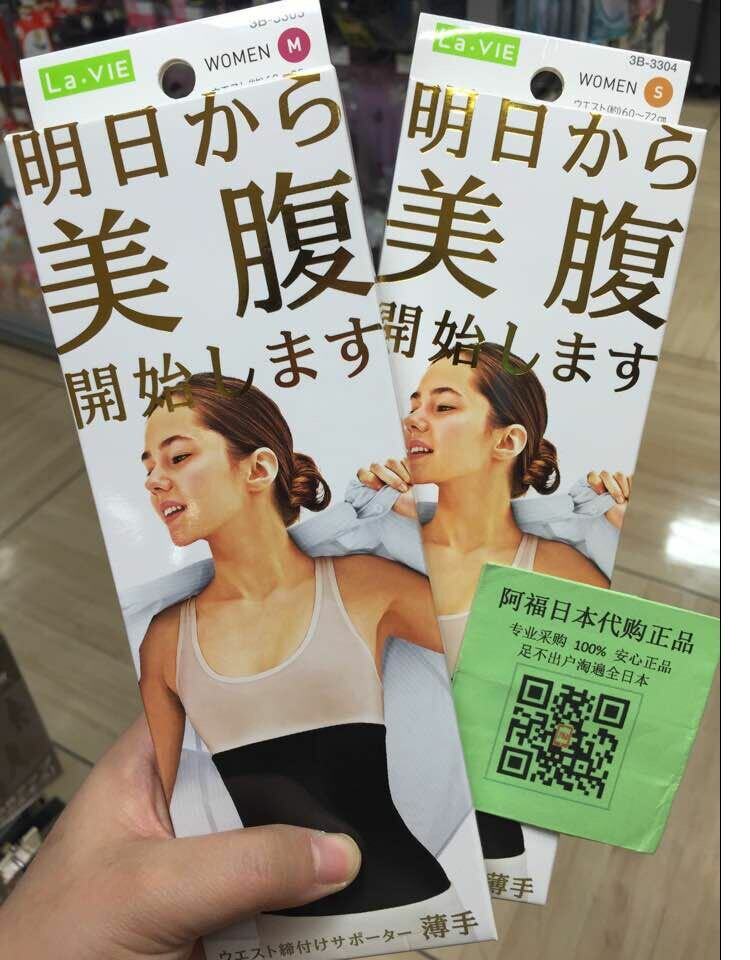 La・VIE
WOMEN M
明日から
美腹
開始します
ウエスト締付けサポーター 薄手
La・VIE
3B-3304
WOMEN S
ウエスト(約)60〜72cm
明日から
美腹
開始します
薄手
阿福日本代购正品
专业采购 100% 安心正品
足不出户淘遍全日本